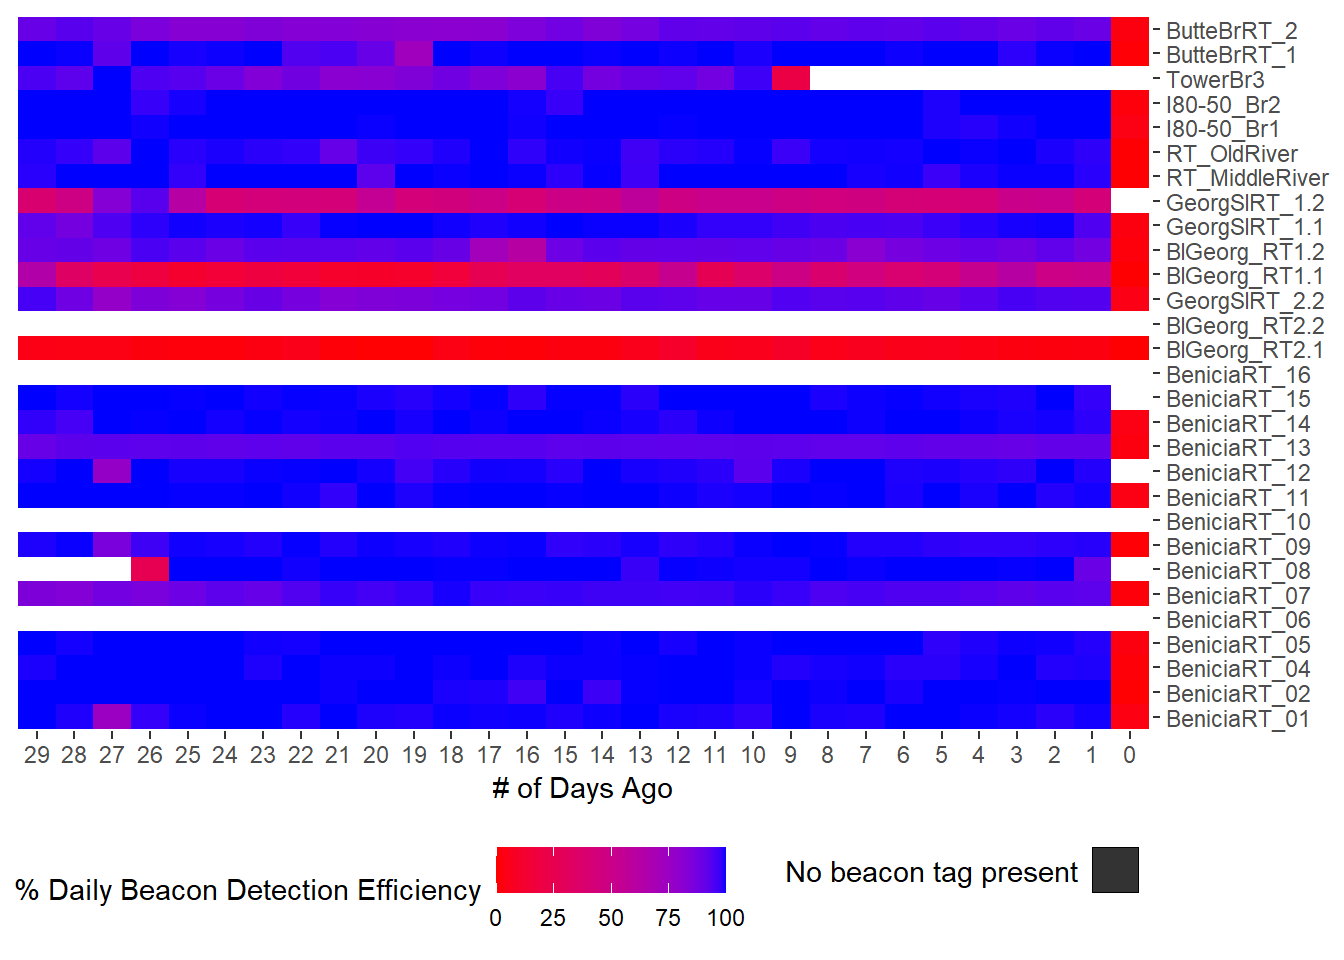 ButteBrRT_2
ButteBrRT_1
TowerBr3
I80-50_Br2
I80-50_Br1
RT_OldRiver
RT_MiddleRiver
GeorgSlRT_1.2
GeorgSlRT_1.1
BlGeorg_RT1.2
BlGeorg_RT1.1
GeorgSlRT_2.2
BlGeorg_RT2.2
BlGeorg_RT2.1
BeniciaRT_16
BeniciaRT_15
BeniciaRT_14
BeniciaRT_13
BeniciaRT_12
BeniciaRT_11
BeniciaRT_10
BeniciaRT_09
BeniciaRT_08
BeniciaRT_07
BeniciaRT_06
BeniciaRT_05
BeniciaRT_04
BeniciaRT_02
BeniciaRT_01
29 28 27 26 25 24 23 22 21 20 19 18 17 16 15 14 13 12 11 10 9 8 7 6 5 4 3 2 1 0
# of Days Ago
% Daily Beacon Detection Efficiency
0 25 50 75 100
No beacon tag present